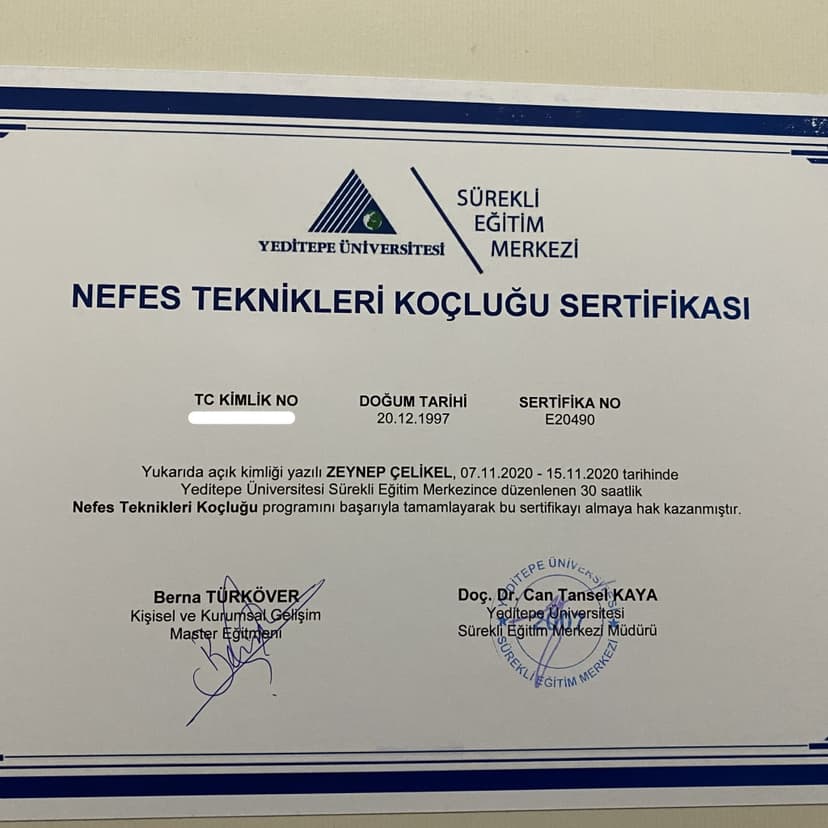 YEDİTEPE ÜNİVERSİTESİ
SÜREKLİ
EĞİTİM
MERKEZİ
NEFES TEKNİKLERİ KOÇLUĞU SERTİFİKASI
TC KİMLİK NO
DOĞUM TARİHİ
20.12.1997
SERTİFİKA NO
E20490
Yukarıda açık kimliği yazılı ZEYNEP ÇELİKEL, 07.11.2020 - 15.11.2020 tarihinde
Yeditepe Üniversitesi Sürekli Eğitim Merkezince düzenlenen 30 saatlik
Nefes Teknikleri Koçluğu programını başarıyla tamamlayarak bu sertifikayı almaya hak kazanmıştır.
Berna TÜRKÖVER
Kişisel ve Kurumsal Gelişim
Master Eğitmeni
Doç. Dr. Can Tansel KAYA
Yeditepe Üniversitesi
Sürekli Eğitim Merkezi Müdürü
YEDİTEPE ÜNİVERSİTESİ
2007
SÜREKLİ EĞİTİM MERKEZİ